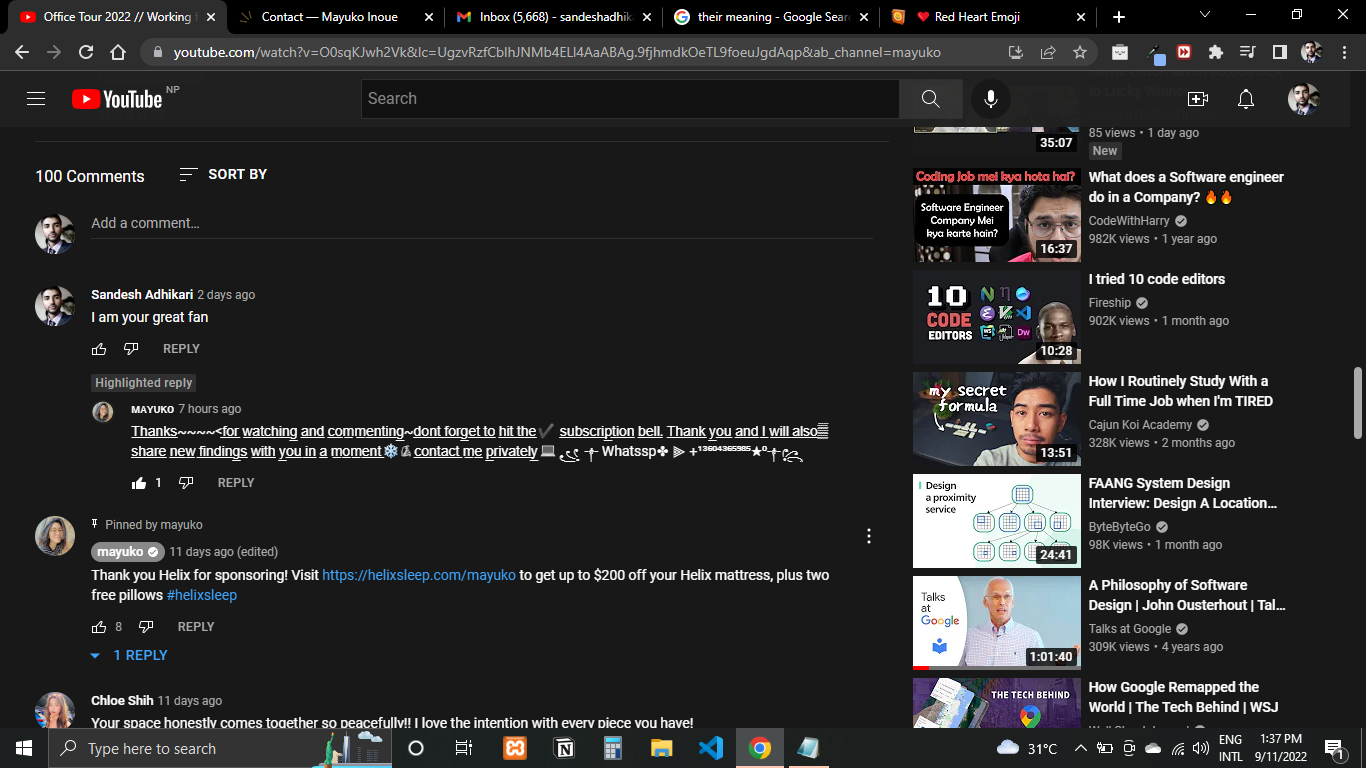 Office Tour 2022 // Working
Contact — Mayuko Inoue
Inbox (5,668) - sandeshadhik
their meaning - Google Sear
❤️ Red Heart Emoji
youtube.com/watch?v=O0sqKJwh2Vk&lc=UgzvRzfCbIhJNMb4ELl4AaABAg.9fjhmdkOeTL9foeuJgdAqp&ab_channel=mayuko
YouTube NP
Search
100 Comments
SORT BY
Add a comment...
Sandesh Adhikari 2 days ago
I am your great fan
REPLY
Highlighted reply
ᴍᴀʏᴜᴋᴏ 7 hours ago
Thanks~~~~<for watching and commenting~dont forget to hit the✔️ subscription bell. Thank you and I will also
share new findings with you in a moment❄️ contact me privately💻 Whatssp✤ ⫸ +¹³⁶⁰⁴³⁶⁵⁹⁸⁵★
1
REPLY
Pinned by mayuko
mayuko 11 days ago (edited)
Thank you Helix for sponsoring! Visit https://helixsleep.com/mayuko to get up to $200 off your Helix mattress, plus two
free pillows #helixsleep
8
REPLY
1 REPLY
Chloe Shih 11 days ago
Your space honestly comes together so peacefully!! I love the intention with every piece you have!
35:07
85 views • 1 day ago
New
Coding Job mei kya hota hai?
Software Engineer
Company Mei
kya karte hain?
16:37
What does a Software engineer
do in a Company? 🔥🔥
CodeWithHarry
982K views • 1 year ago
10
CODE
EDITORS
Dw
10:28
I tried 10 code editors
Fireship
902K views • 1 month ago
my secret
formula
13:51
How I Routinely Study With a
Full Time Job when I'm TIRED
Cajun Koi Academy
328K views • 2 months ago
Design
a proximity
service
24:41
FAANG System Design
Interview: Design A Location...
ByteByteGo
98K views • 1 month ago
Talks
at
Google
1:01:40
A Philosophy of Software
Design | John Ousterhout | Tal...
Talks at Google
309K views • 4 years ago
THE TECH BEHIND
How Google Remapped the
World | The Tech Behind | WSJ
Type here to search
31°C
ENG
INTL
1:37 PM
9/11/2022
1